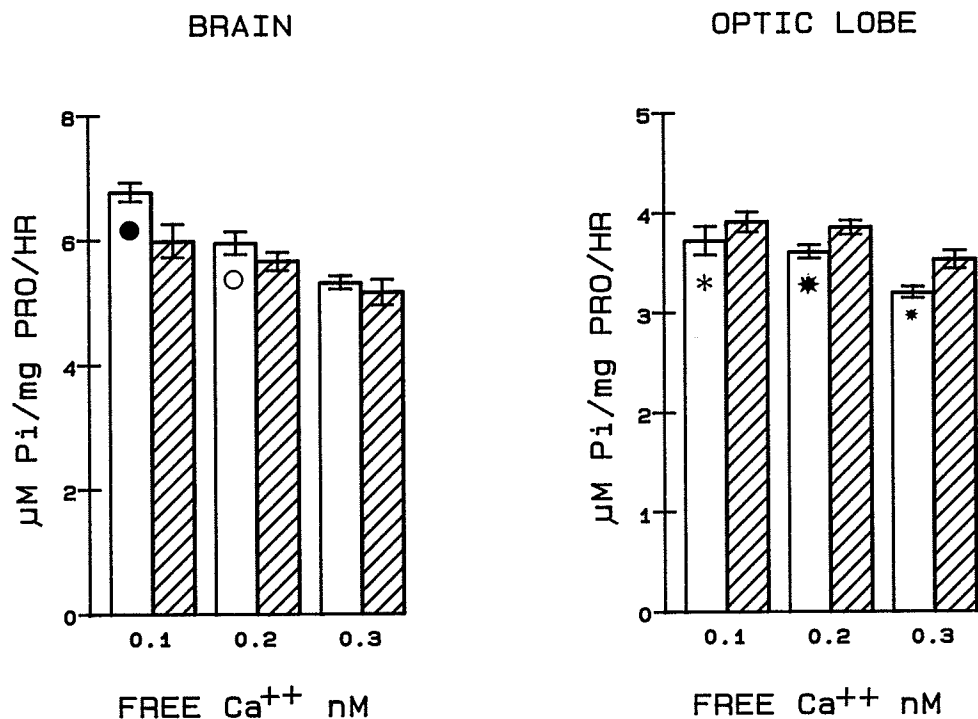 BRAIN
µM Pi/mg PRO/HR
8
6
4
2
0
0.1 0.2 0.3
FREE Ca++ nM
OPTIC LOBE
µM Pi/mg PRO/HR
5
4
3
2
1
0
0.1 0.2 0.3
FREE Ca++ nM